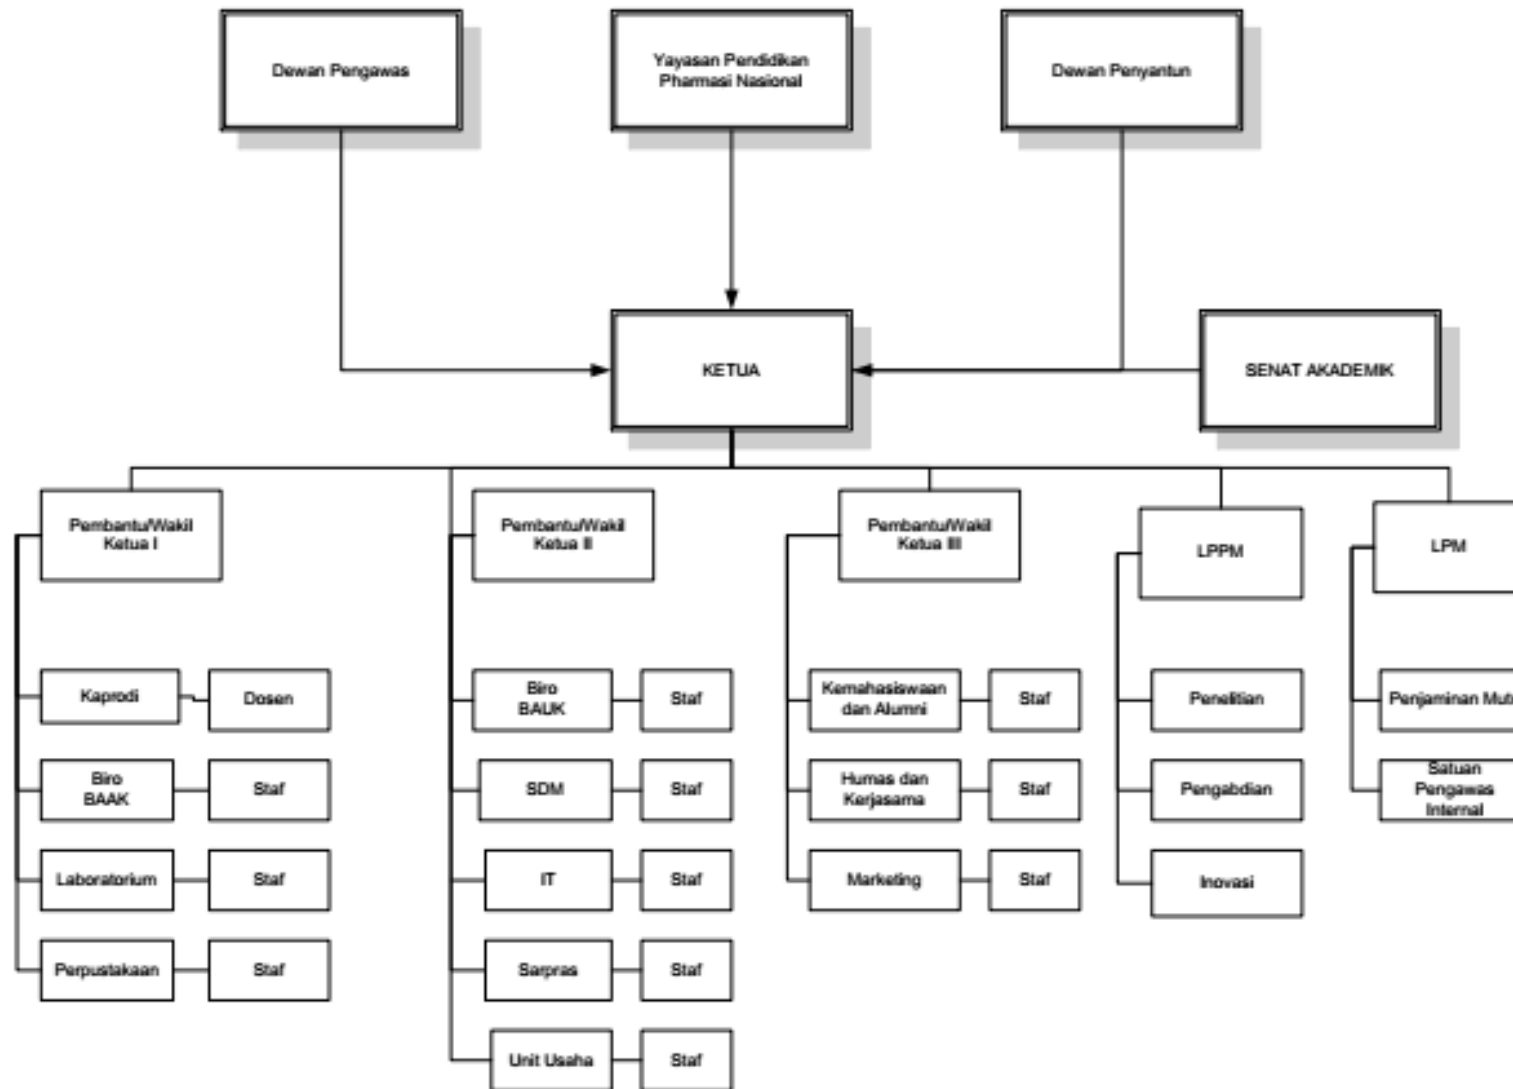 Dewan Pengawas
Yayasan Pendidikan
Pharmasi Nasional
Dewan Penyantun
KETUA
SENAT AKADEMIK
Pembantu/Wakil
Ketua I
Pembantu/Wakil
Ketua II
Pembantu/Wakil
Ketua III
LPPM
LPM
Kaprodi
Dosen
Biro
BAUK
Staf
Kemahasiswaan
dan Alumni
Staf
Penelitian
Penjaminan Mut
Biro
BAAK
Staf
SDM
Staf
Humas dan
Kerjasama
Staf
Pengabdian
Satuan
Pengawas
Internal
Laboratorium
Staf
IT
Staf
Marketing
Staf
Inovasi
Perpustakaan
Staf
Sarpras
Staf
Unit Usaha
Staf